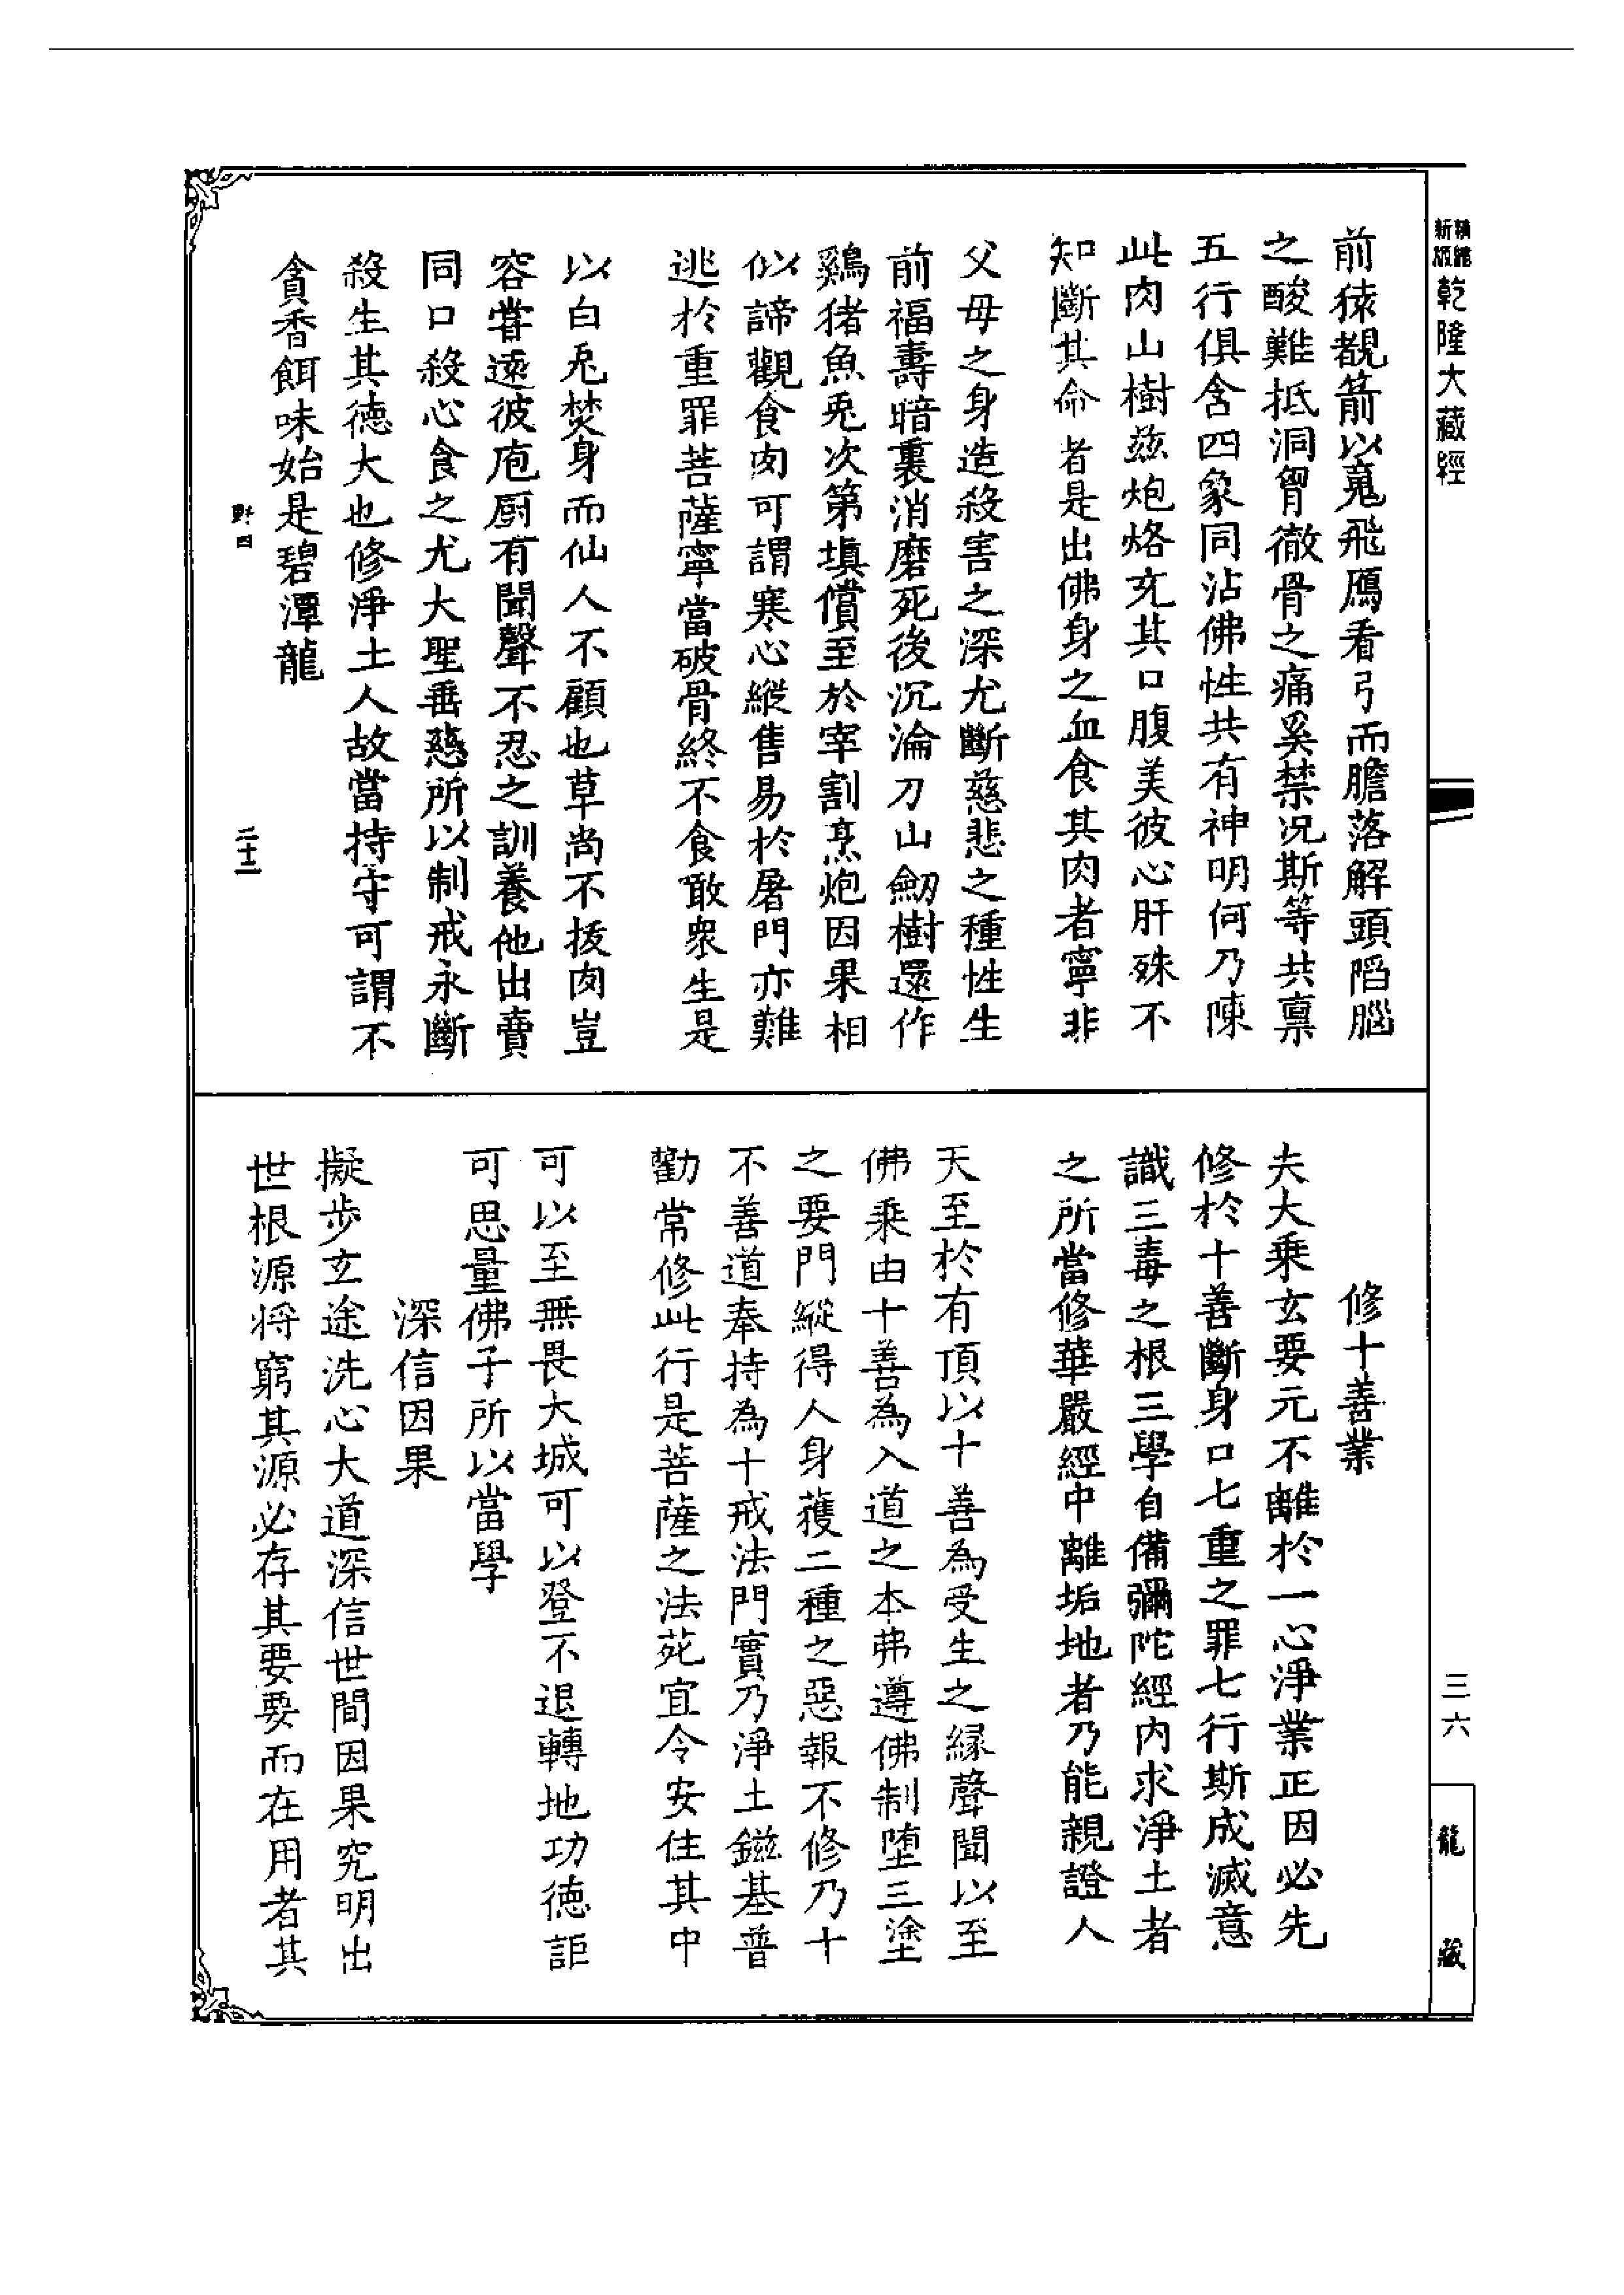 新編縮版乾隆大藏經
三六
龍藏
前猿覩箭以䰟飛鴈看弓而膽落解頭陷腦
之酸難抵洞胷徹骨之痛奚禁况斯等共禀
五行俱含四象同沾佛性共有神明何乃陳
此肉山樹茲炮烙充其口腹美彼心肝殊不
知斷其命者是出佛身之血食其肉者寧非
父母之身造殺害之深尤斷慈悲之種性生
前福壽暗裏消磨死後沉淪刀山劒樹還作
鷄猪魚兎次第填償至於宰割烹炮因果相
似諦觀食肉可謂寒心縱售易於屠門亦難
逃於重罪菩薩寧當破骨終不食敢衆生是
以白兎焚身而仙人不顧也草尚不拔肉豈
容甞遠彼庖厨有聞聲不忍之訓養他出賣
同口殺心食之尤大聖垂慈所以制戒永斷
殺生其德大也修淨土人故當持守可謂不
貪香餌味始是碧潭龍
野四
二十二
修十善業
夫大乘玄要元不離於一心淨業正因必先
修於十善斷身口七重之罪七行斯成滅意
識三毒之根三學自備彌陀經内求淨土者
之所當修華嚴經中離垢地者乃能親證人
天至於有頂以十善為受生之緣聲聞以至
佛乘由十善為入道之本弗遵佛制墮三塗
之要門縱得人身獲二種之惡報不修乃十
不善道奉持為十戒法門實乃淨土鎡基普
勸常修此行是菩薩之法苑宜令安住其中
可以至無畏大城可以登不退轉地功德詎
可思量佛子所以當學
深信因果
擬步玄途洗心大道深信世間因果究明出
世根源将窮其源必存其要要而在用者其